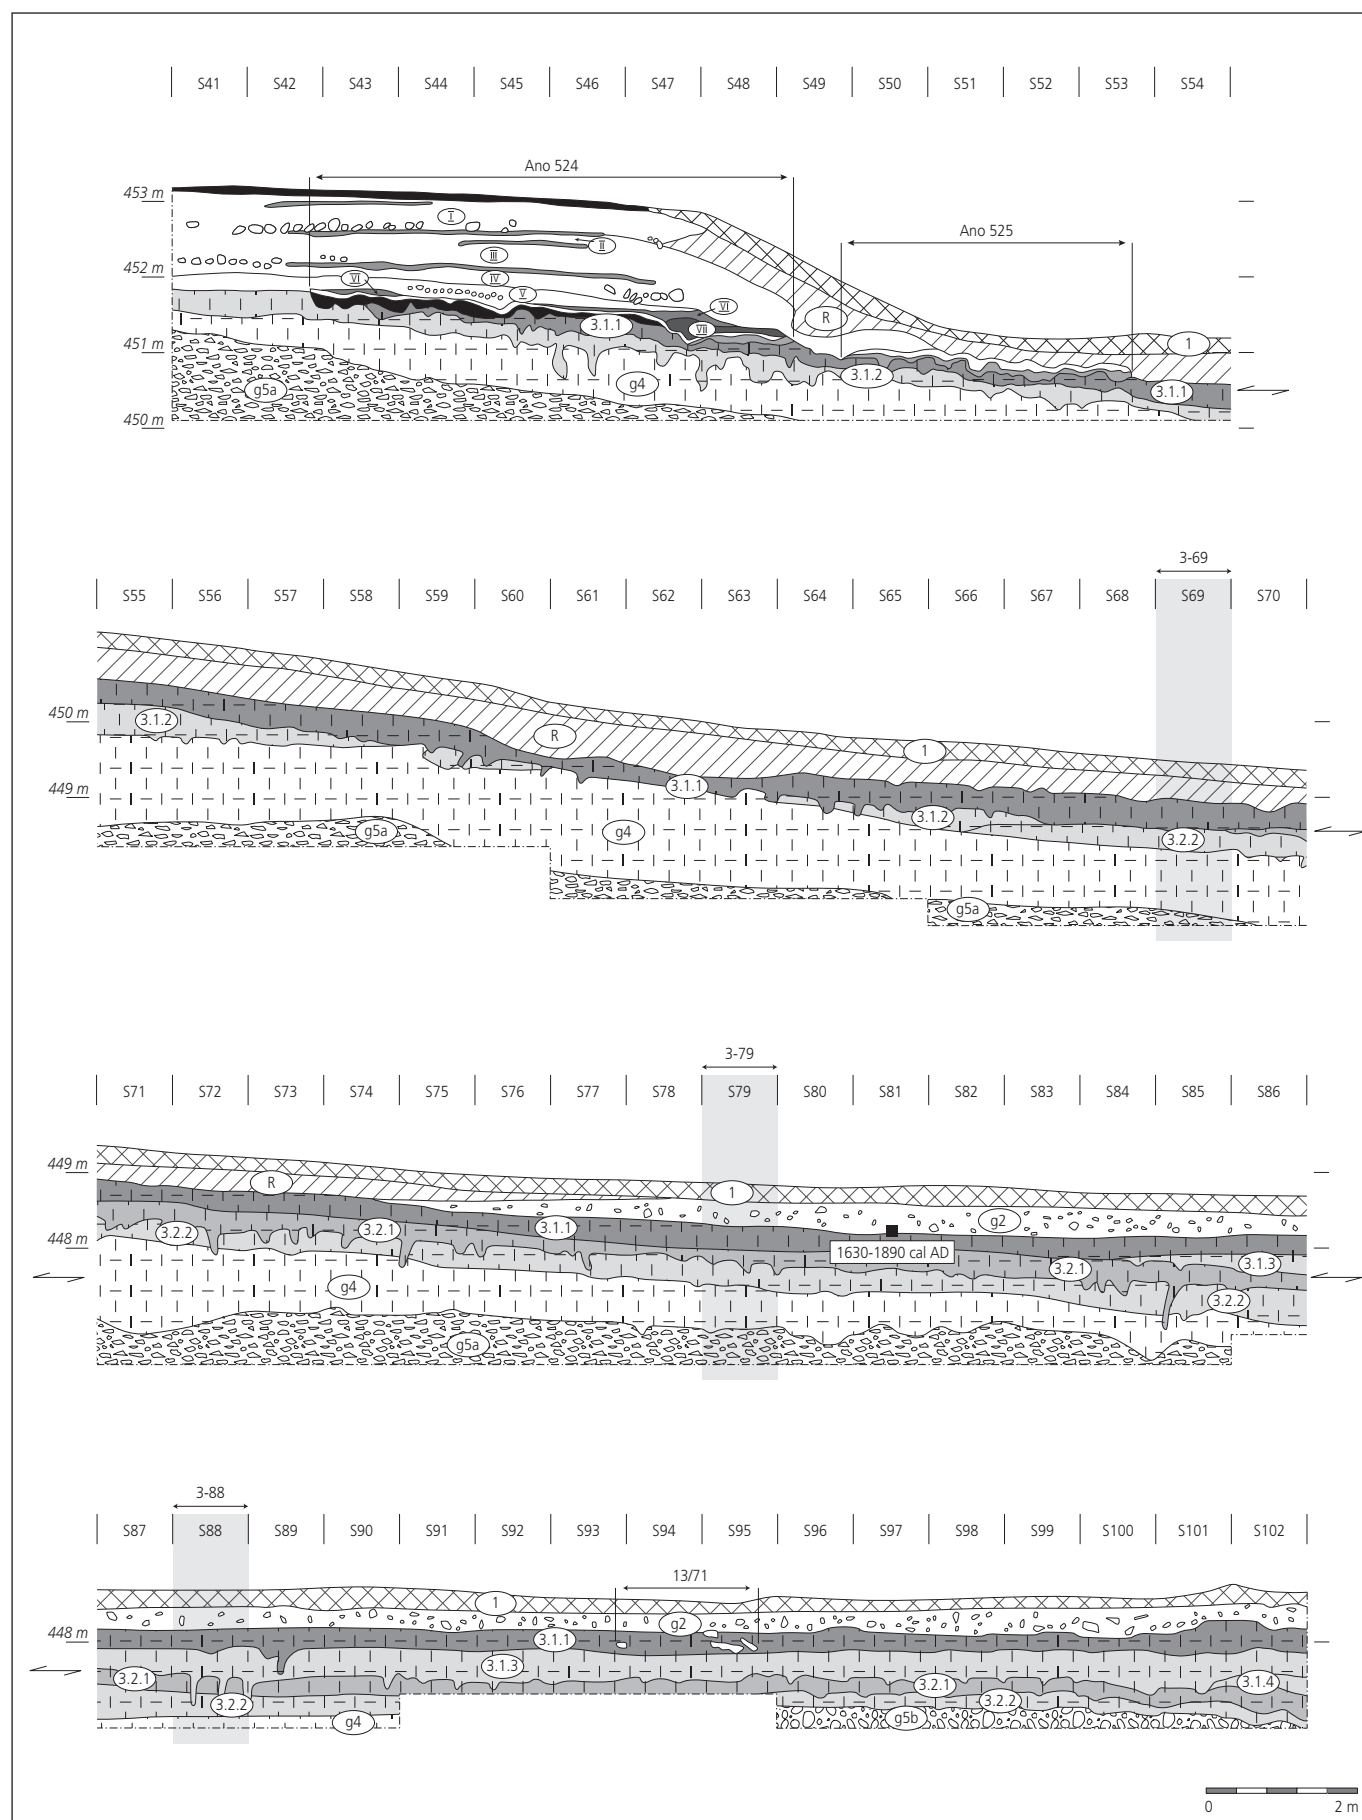 S41 S42 S43 S44 S45 S46 S47 S48 S49 S50 S51 S52 S53 S54
Ano 524
453 m
I
Ano 525
II
III
452 m
VI
IV
V
VI
R
3.1.1
VII
1
451 m
3.1.2
g5a
g4
3.1.1
450 m
3-69
S55 S56 S57 S58 S59 S60 S61 S62 S63 S64 S65 S66 S67 S68 S69 S70
450 m
3.1.2
R
1
3.1.1
449 m
3.1.2
g5a
g4
3.2.2
g5a
3-79
S71 S72 S73 S74 S75 S76 S77 S78 S79 S80 S81 S82 S83 S84 S85 S86
449 m
R
1
g2
3.2.2
3.2.1
3.1.1
448 m
1630-1890 cal AD
3.2.1
3.1.3
g4
3.2.2
g5a
3-88
S87 S88 S89 S90 S91 S92 S93 S94 S95 S96 S97 S98 S99 S100 S101 S102
13/71
1
g2
448 m
3.1.1
3.1.3
3.2.1
3.2.1
3.1.4
3.2.2
3.2.2
g4
g5b
0 2 m